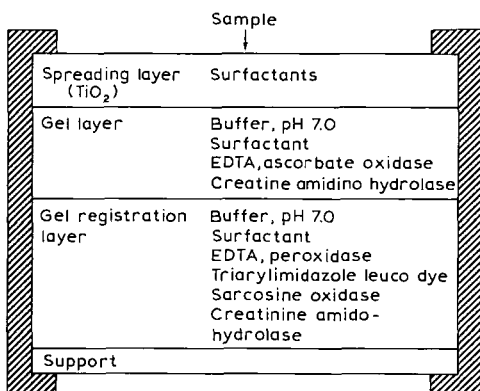 Sample
Spreading layer Surfactants
(TiO2)
Gel layer Buffer, pH 7.0
Surfactant
EDTA, ascorbate oxidase
Creatine amidino hydrolase
Gel registration Buffer, pH 7.0
layer Surfactant
EDTA, peroxidase
Triarylimidazole leuco dye
Sarcosine oxidase
Creatinine amido-
hydrolase
Support